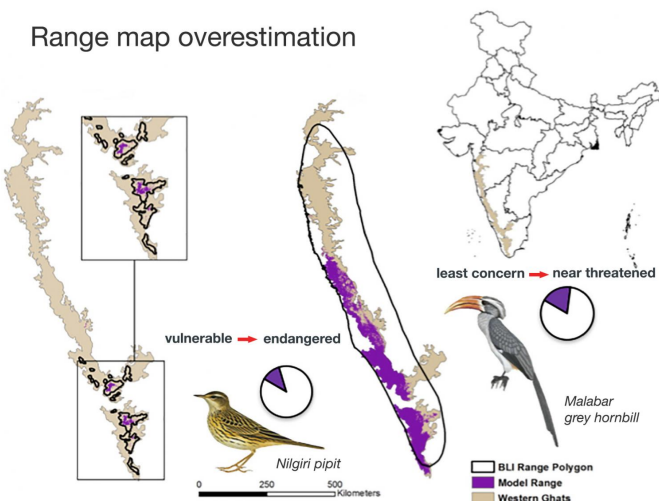 Range map overestimation
least concern → near threatened
vulnerable → endangered
Malabar
grey hornbill
Nilgiri pipit
BLI Range Polygon
Model Range
Western Ghats
0 250 500
Kilometers